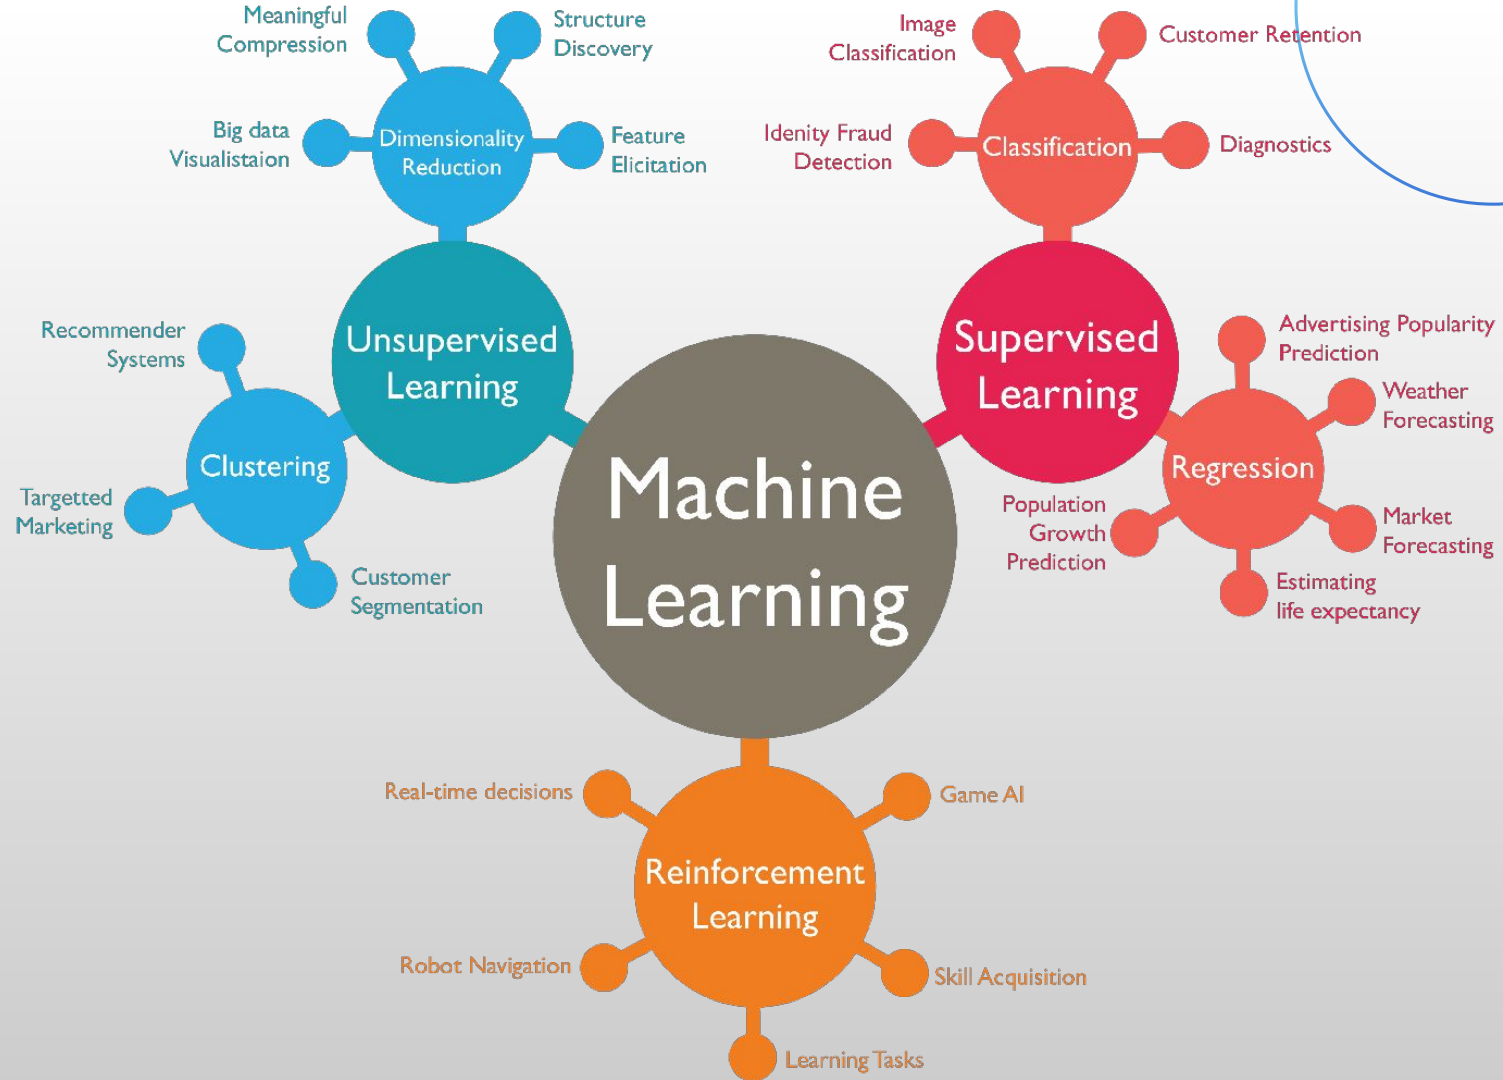 Meaningful
Compression
Structure
Discovery
Big data
Visualistaion
Dimensionality
Reduction
Feature
Elicitation
Image
Classification
Customer Retention
Idenity Fraud
Detection
Classification
Diagnostics
Unsupervised
Learning
Supervised
Learning
Recommender
Systems
Clustering
Targetted
Marketing
Customer
Segmentation
Machine
Learning
Advertising Popularity
Prediction
Weather
Forecasting
Regression
Population
Growth
Prediction
Market
Forecasting
Estimating
life expectancy
Real-time decisions
Game AI
Reinforcement
Learning
Robot Navigation
Skill Acquisition
Learning Tasks